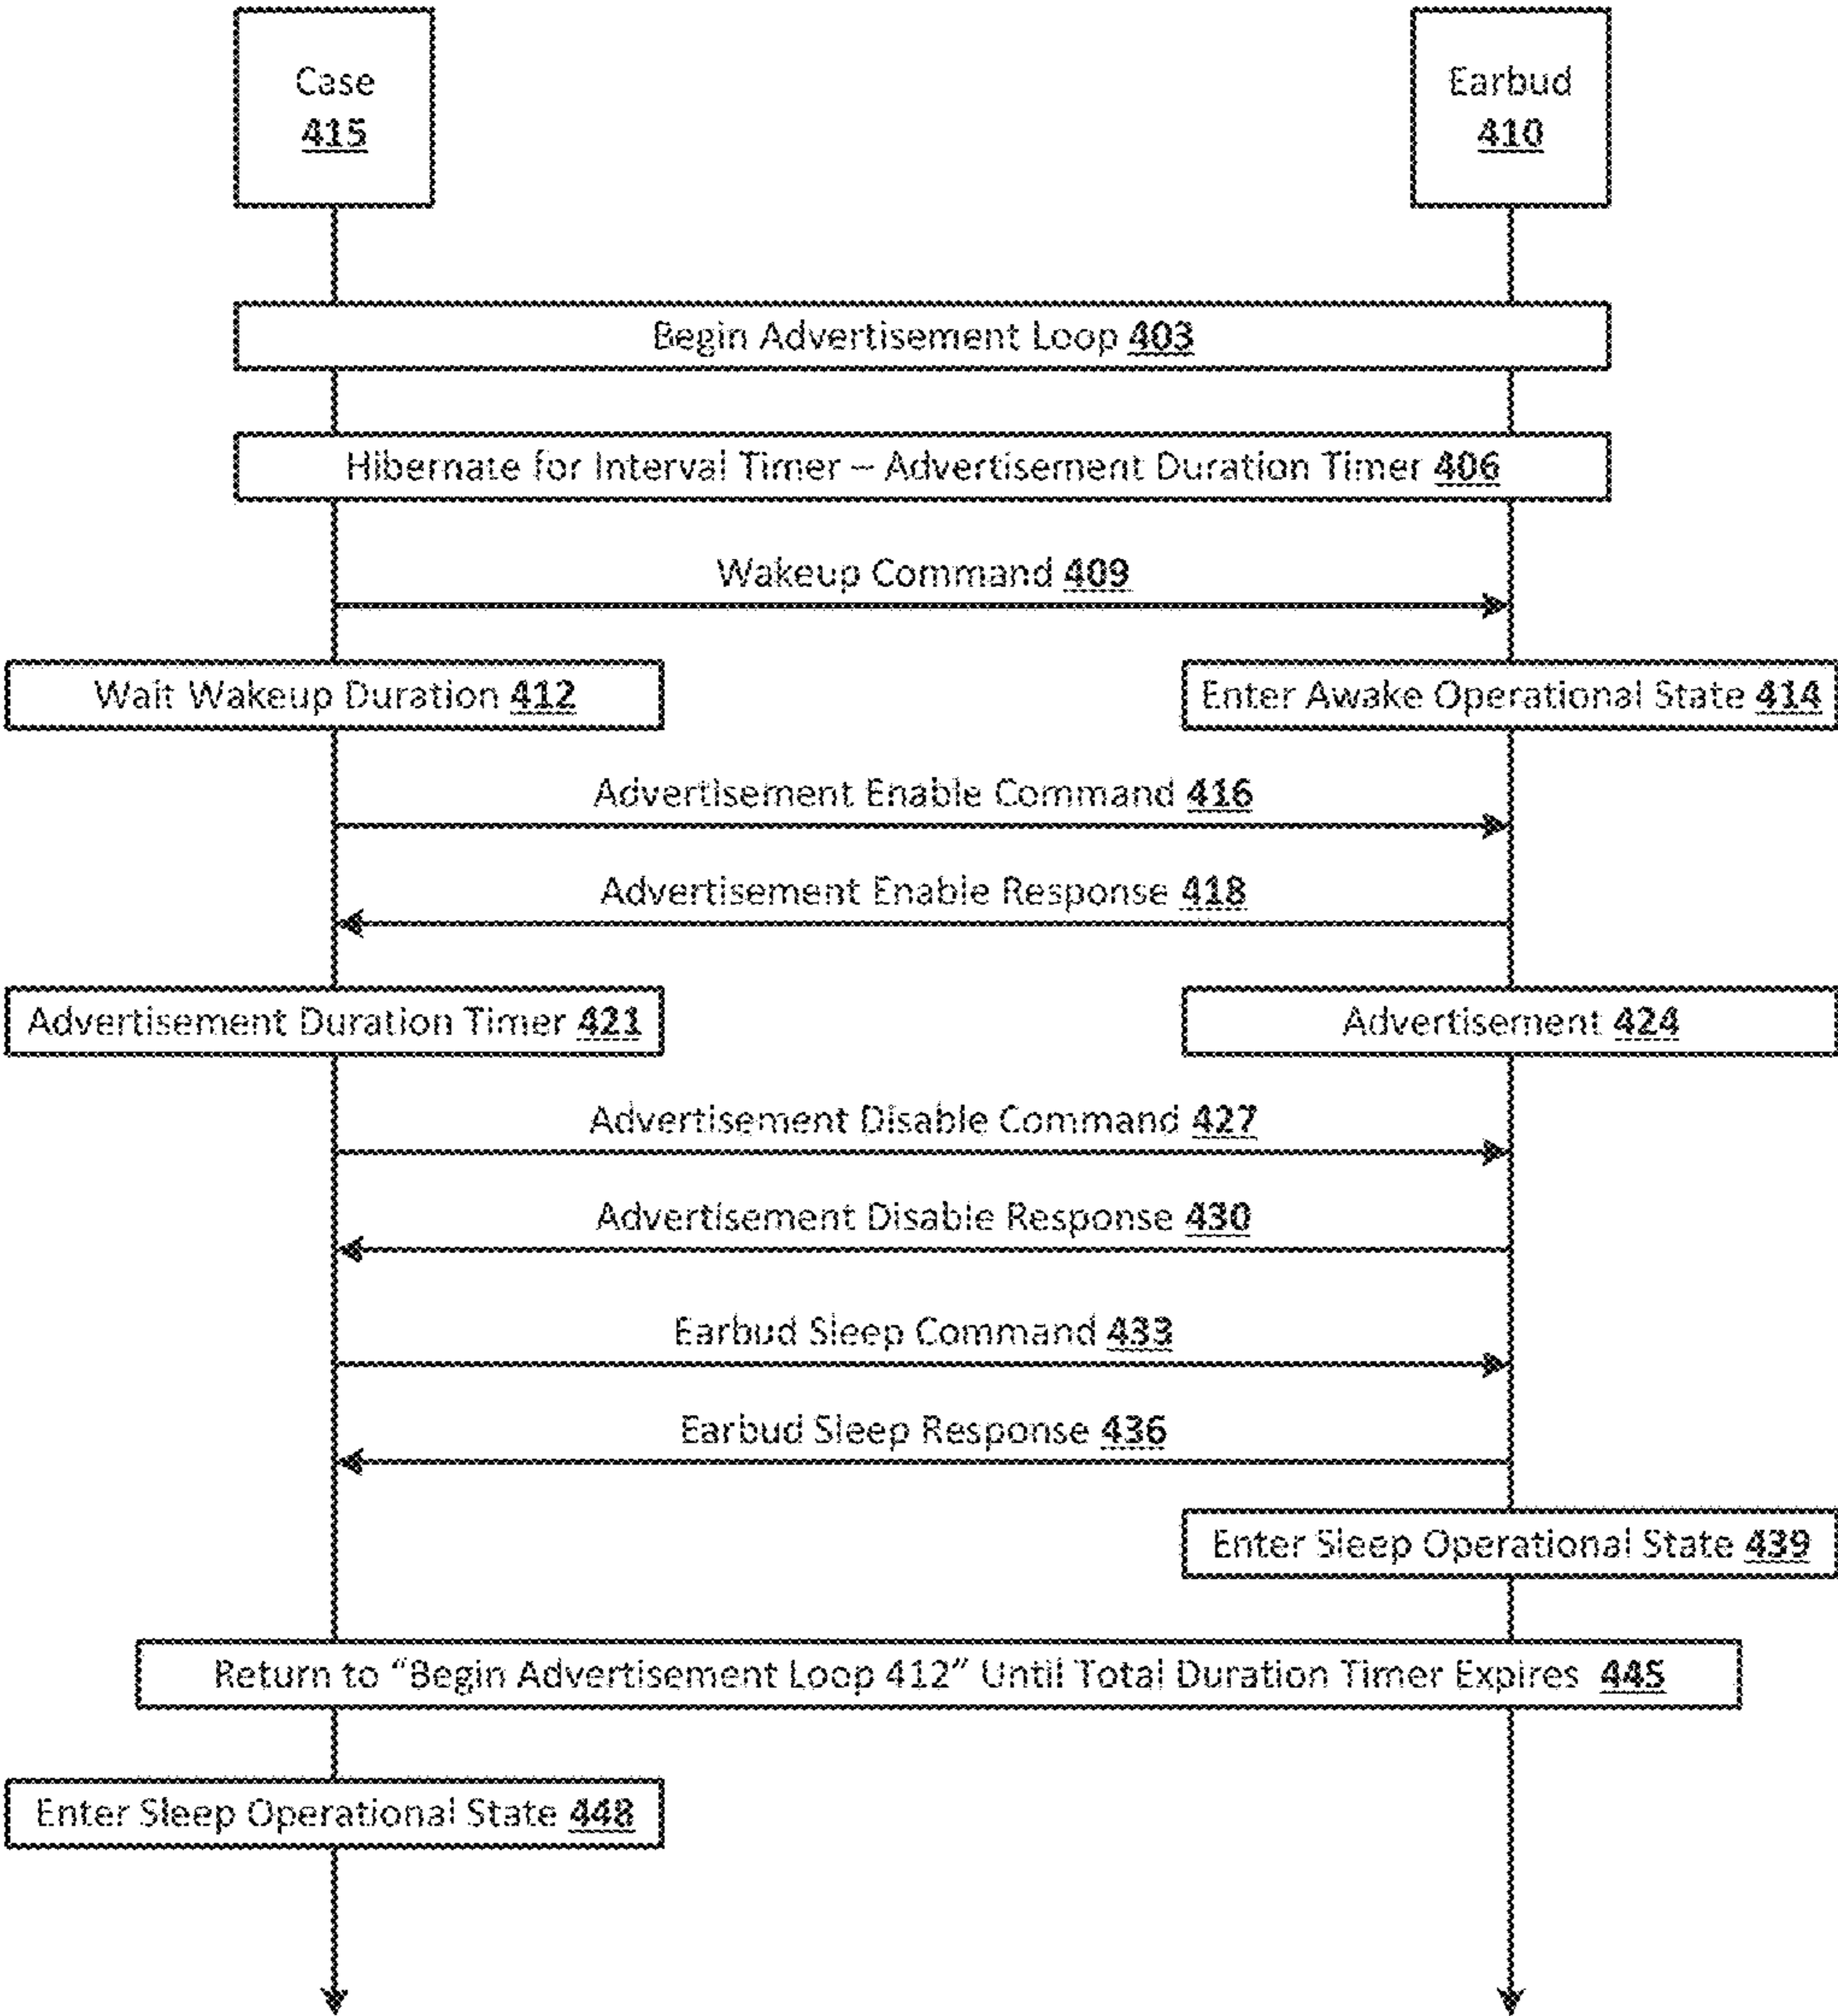 Case
415
Earbud
410
Begin Advertisement Loop 403
Hibernate for Interval Timer – Advertisement Duration Timer 406
Wakeup Command 409
Wait Wakeup Duration 412
Enter Awake Operational State 414
Advertisement Enable Command 416
Advertisement Enable Response 418
Advertisement Duration Timer 421
Advertisement 424
Advertisement Disable Command 427
Advertisement Disable Response 430
Earbud Sleep Command 433
Earbud Sleep Response 436
Enter Sleep Operational State 439
Return to “Begin Advertisement Loop 412” Until Total Duration Timer Expires 445
Enter Sleep Operational State 448